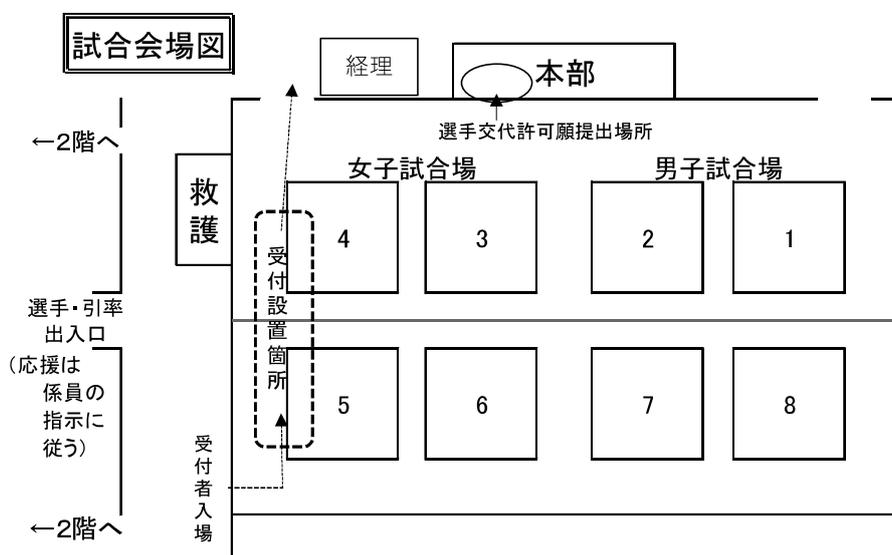 試合会場図
経理
本部
←2階へ
選手交代許可願提出場所
女子試合場
男子試合場
救護
4
3
2
1
受付設置箇所
選手・引率
出入口
(応援は
係員の
指示に
従う)
5
6
7
8
受付者入場
←2階へ